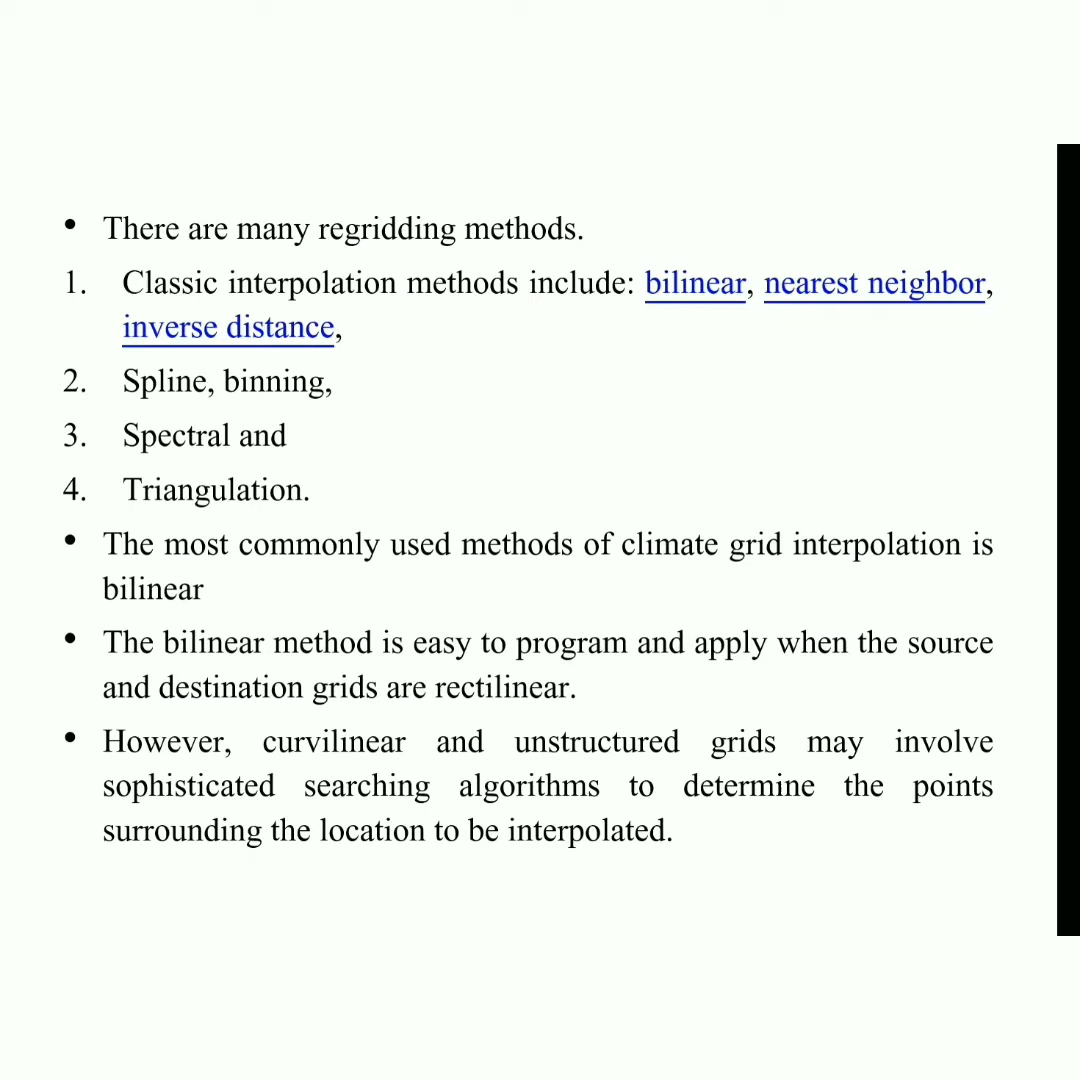 • There are many regridding methods.
1. Classic interpolation methods include: bilinear, nearest neighbor,
inverse distance,
2. Spline, binning,
3. Spectral and
4. Triangulation.
• The most commonly used methods of climate grid interpolation is
bilinear
• The bilinear method is easy to program and apply when the source
and destination grids are rectilinear.
• However, curvilinear and unstructured grids may involve
sophisticated searching algorithms to determine the points
surrounding the location to be interpolated.